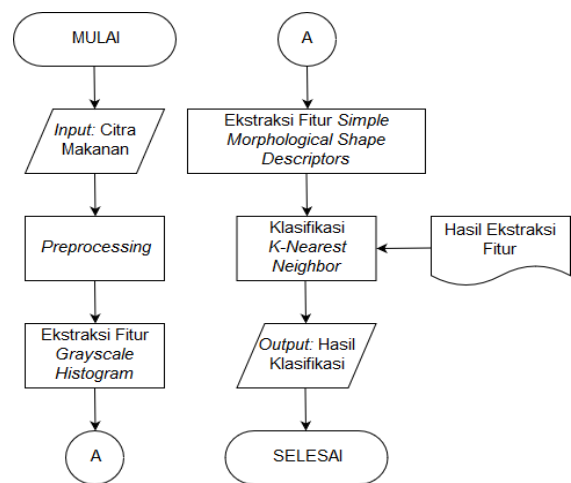 MULAI
Input: Citra
Makanan
Preprocessing
Ekstraksi Fitur
Grayscale
Histogram
A
A
Ekstraksi Fitur Simple
Morphological Shape
Descriptors
Klasifikasi
K-Nearest
Neighbor
Hasil Ekstraksi
Fitur
Output: Hasil
Klasifikasi
SELESAI